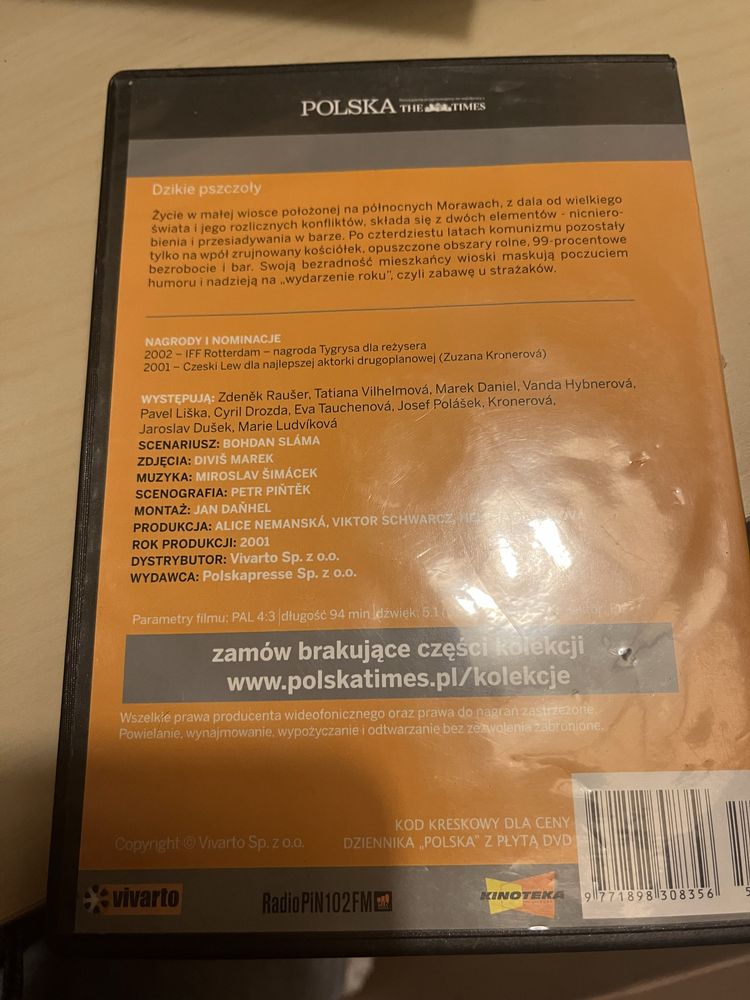 POLSKA THE TIMES
Dzikie pszczoły
Życie w małej wiosce położonej na północnych Morawach, z dala od wielkiego
świata i jego rozlicznych konfliktów, składa się z dwóch elementów - nicniero-
bienia i przesiadywania w barze. Po czterdziestu latach komunizmu pozostały
tylko na wpół zrujnowany kościółek, opuszczone obszary rolne, 99-procentowe
bezrobocie i bar. Swoją bezradność mieszkańcy wioski maskują poczuciem
humoru i nadzieją na „wydarzenie roku", czyli zabawę u strażaków.
NAGRODY I NOMINACJE
2002 – IFF Rotterdam – nagroda Tygrysa dla reżysera
2001 – Czeski Lew dla najlepszej aktorki drugoplanowej (Zuzana Kronerová)
WYSTĘPUJĄ: Zdeněk Raušer, Tatiana Vilhelmová, Marek Daniel, Vanda Hybnerová,
Pavel Liška, Cyril Drozda, Eva Tauchenová, Josef Polášek, Kronerová,
Jaroslav Dušek, Marie Ludvíková
SCENARIUSZ: BOHDAN SLÁMA
ZDJĘCIA: DIVIŠ MAREK
MUZYKA: MIROSLAV ŠIMÁCEK
SCENOGRAFIA: PETR PIŇTĚK
MONTAŻ: JAN DAŇHEL
PRODUKCJA: ALICE NEMANSKÁ, VIKTOR SCHWARCZ,
ROK PRODUKCJI: 2001
DYSTRYBUTOR: Vivarto Sp. z o.o.
WYDAWCA: Polskapresse Sp. z o.o.
Parametry filmu: PAL 4:3 |długość 94 min |dźwięk: 5.1
zamów brakujące części kolekcji
www.polskatimes.pl/kolekcje
Wszelkie prawa producenta wideofonicznego oraz prawa do nagrań zastrzeżone.
Powielanie, wynajmowanie, wypożyczanie i odtwarzanie bez zezwolenia zabronione.
KOD KRESKOWY DLA CENY
Copyright © Vivarto Sp. z o.o. DZIENNIKA „POLSKA" Z PŁYTĄ DVD
vivarto RadioPiN102FM KINOTEKA 9 771898 308356 5